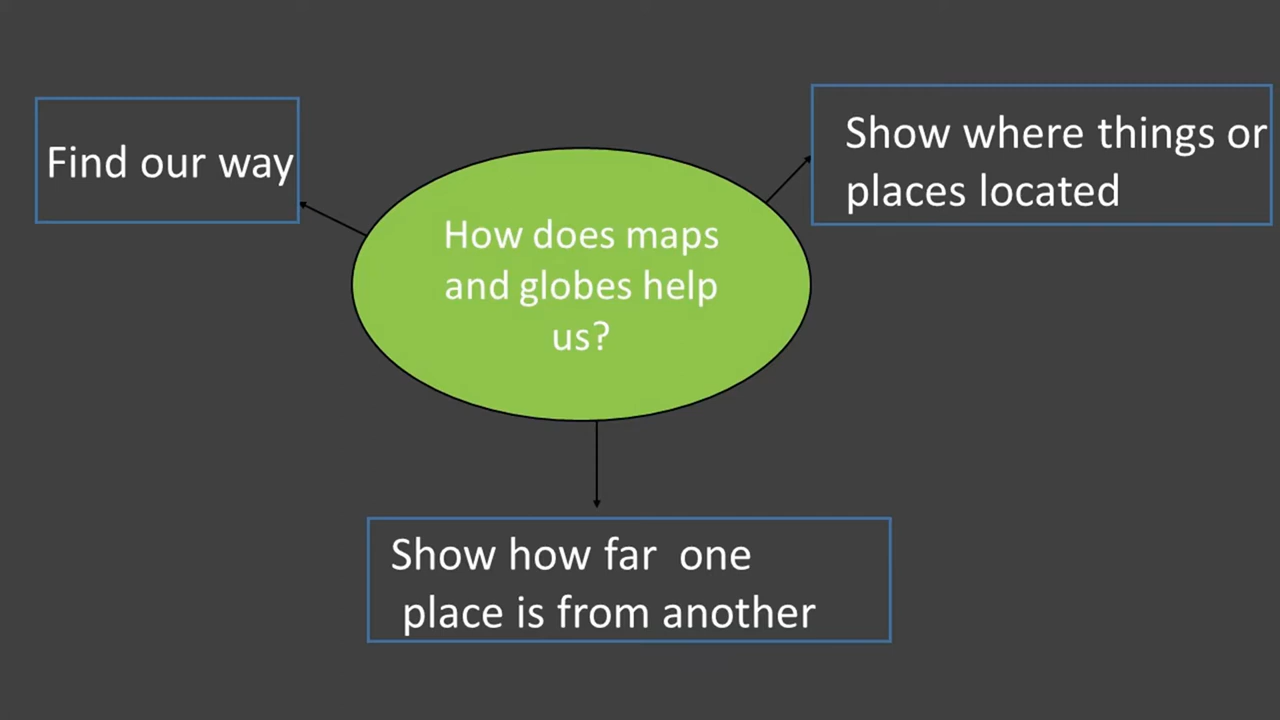 Find our way
Show where things or
places located
How does maps
and globes help
us?
Show how far one
place is from another